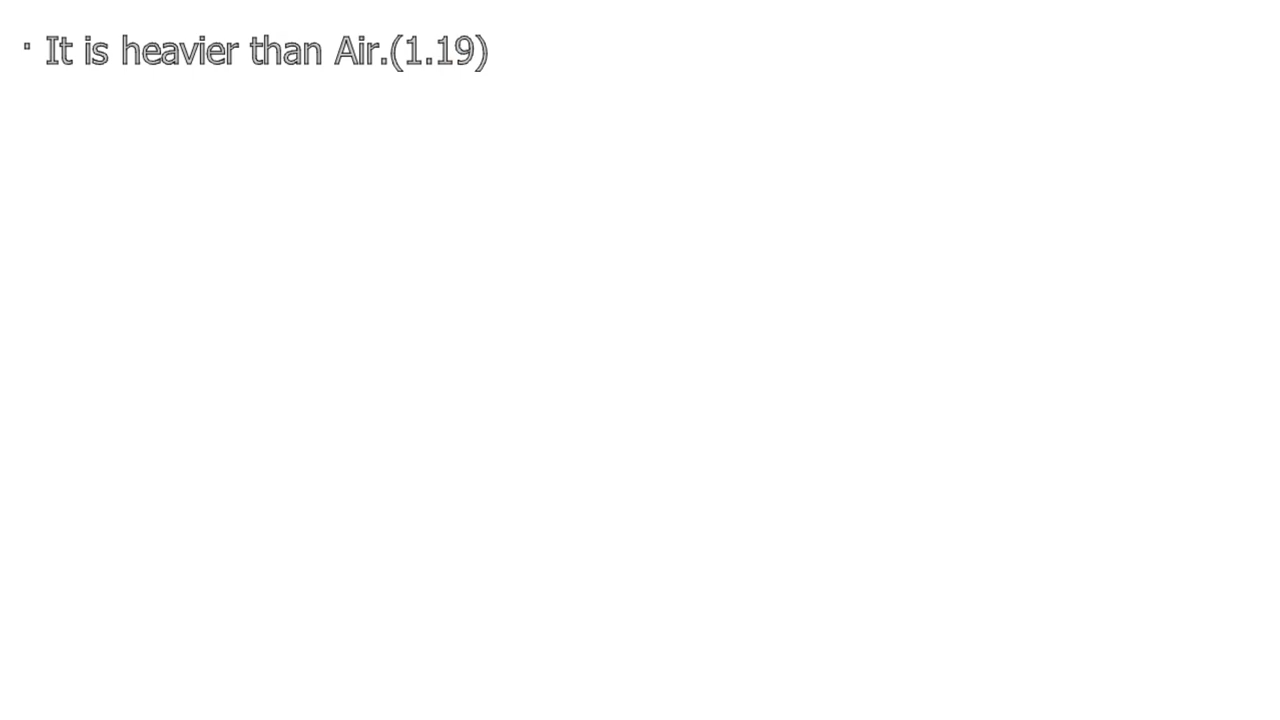 ▪ It is heavier than Air.(1.19)